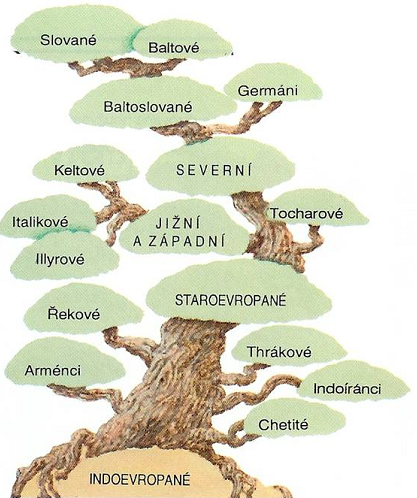 Slované
Baltové
Germáni
Baltoslované
Keltové
SEVERNÍ
Tocharové
Italikové
JIŽNÍ
A ZÁPADNÍ
Illyrové
STAROEVROPANÉ
Řekové
Thrákové
Arménci
Indoíránci
Chetité
INDOEVROPANÉ